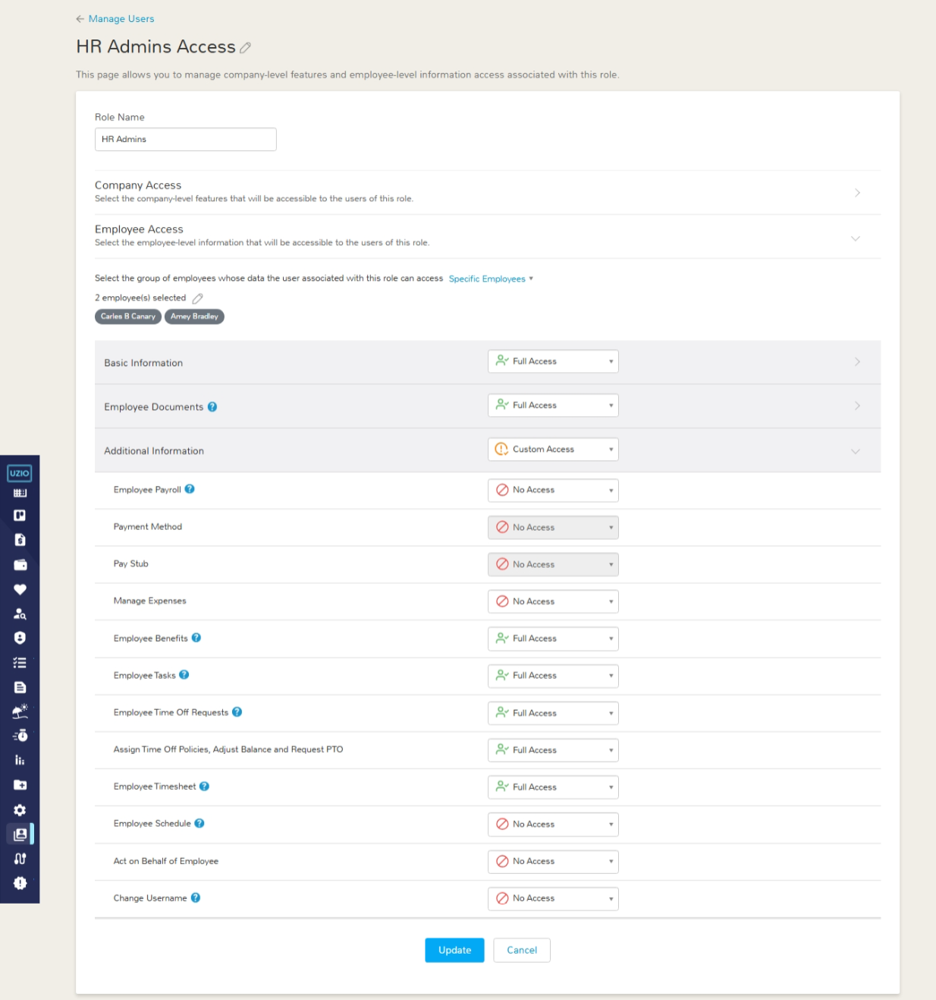 ← Manage Users
HR Admins Access
This page allows you to manage company-level features and employee-level information access associated with this role.
Role Name
HR Admins
Company Access
Select the company-level features that will be accessible to the users of this role.
Employee Access
Select the employee-level information that will be accessible to the users of this role.
Select the group of employees whose data the user associated with this role can access Specific Employees
2 employee(s) selected
Carles B Canary Amey Bradley
Basic Information Full Access
Employee Documents ? Full Access
Additional Information Custom Access
UZIO
Employee Payroll ? No Access
Payment Method No Access
Pay Stub No Access
Manage Expenses No Access
Employee Benefits ? Full Access
Employee Tasks ? Full Access
Employee Time Off Requests ? Full Access
Assign Time Off Policies, Adjust Balance and Request PTO Full Access
Employee Timesheet ? Full Access
Employee Schedule ? No Access
Act on Behalf of Employee No Access
Change Username ? No Access
Update Cancel